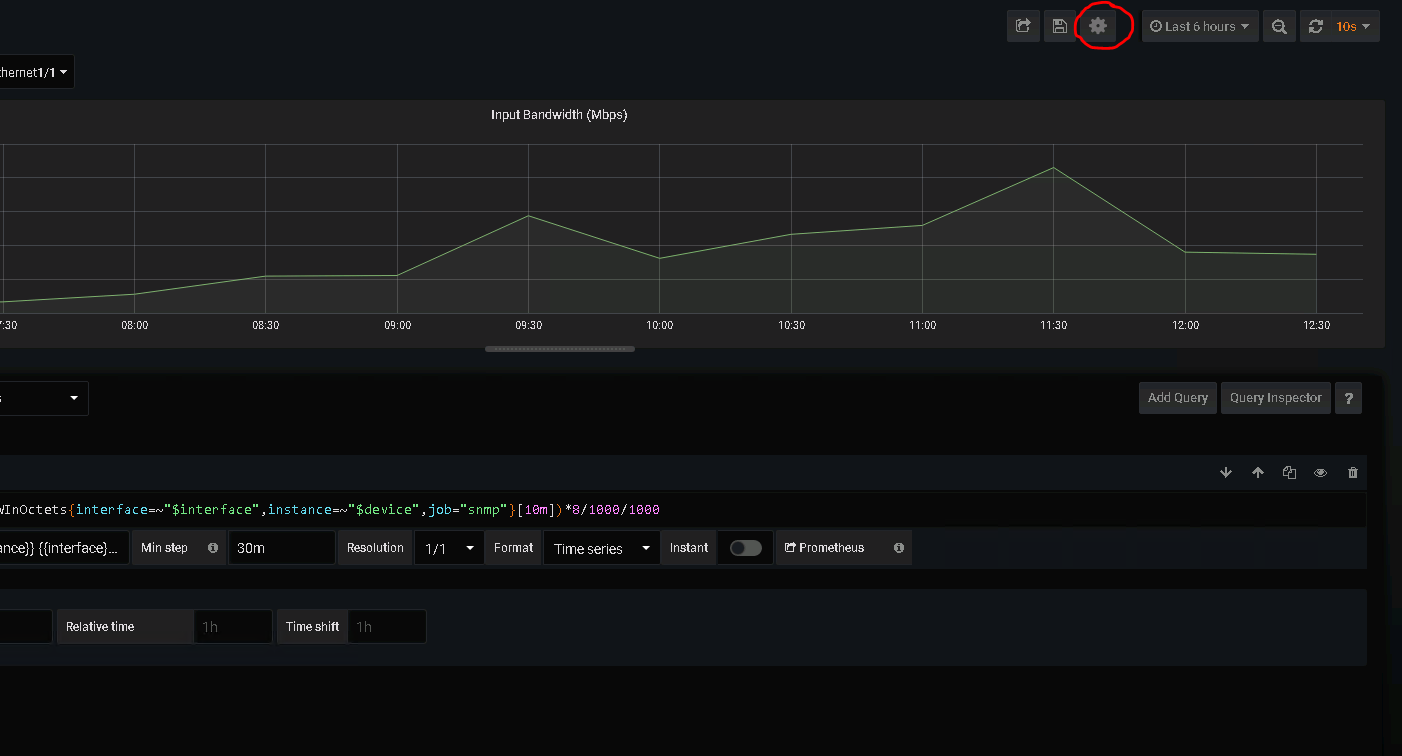 Last 6 hours 10s
thernet1/1
Input Bandwidth (Mbps)
7:30 08:00 08:30 09:00 09:30 10:00 10:30 11:00 11:30 12:00 12:30
s Add Query Query Inspector ?
WInOctets{interface=~"$interface",instance=~"$device",job="snmp"}[10m])*8/1000/1000
ance}} {{interface}... Min step 30m Resolution 1/1 Format Time series Instant Prometheus
Relative time 1h Time shift 1h